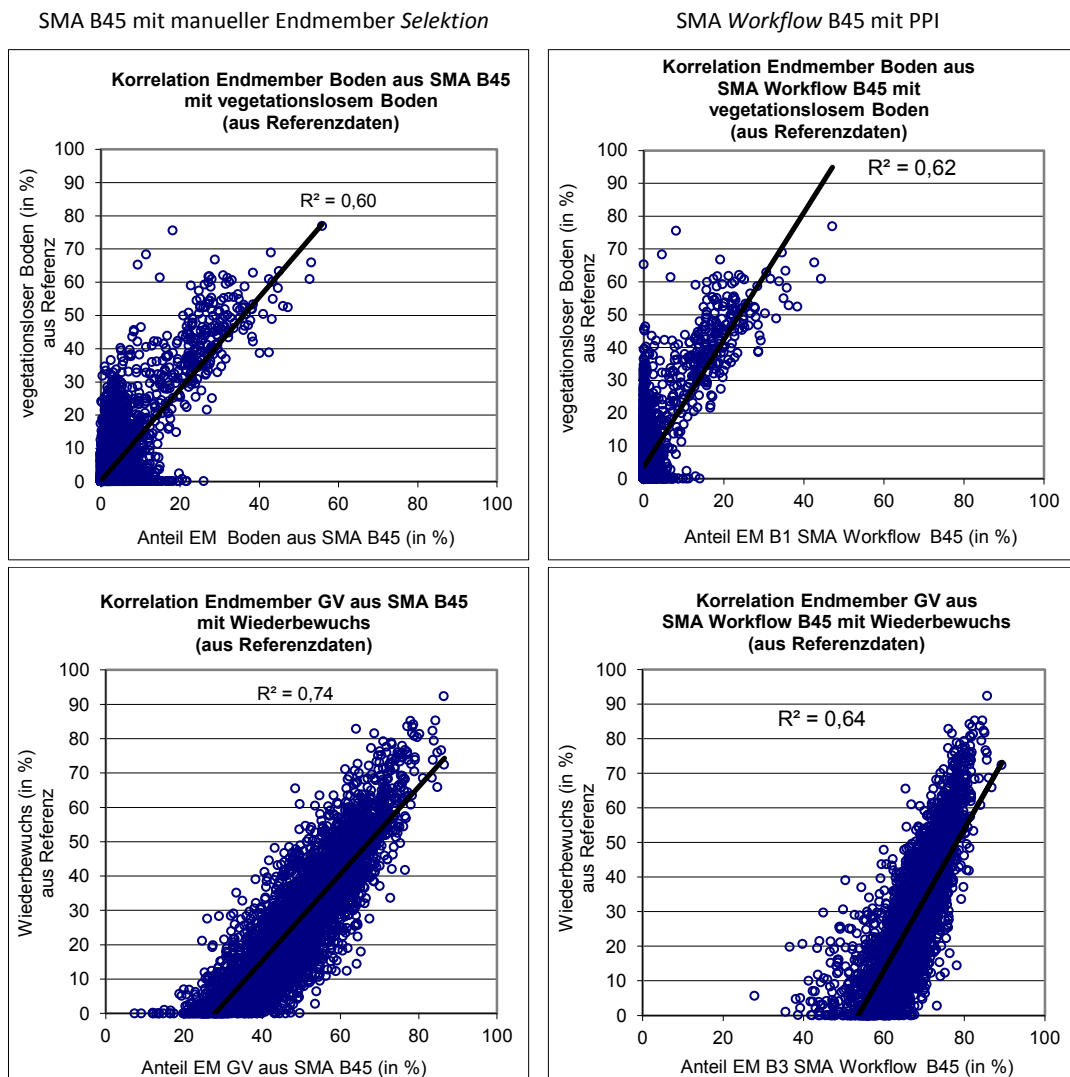 SMA B45 mit manueller Endmember Selektion
SMA Workflow B45 mit PPI
Korrelation Endmember Boden aus SMA B45
mit vegetationslosem Boden
(aus Referenzdaten)
100
90
80
70
60
50
40
30
20
10
0
vegetationsloser Boden (in %)
aus Referenz
R² = 0,60
0
20
40
60
80
100
Anteil EM Boden aus SMA B45 (in %)
Korrelation Endmember Boden aus
SMA Workflow B45 mit
vegetationslosem Boden
(aus Referenzdaten)
100
90
80
70
60
50
40
30
20
10
0
vegetationsloser Boden (in %)
aus Referenz
R² = 0,62
0
20
40
60
80
100
Anteil EM B1 SMA Workflow B45 (in %)
Korrelation Endmember GV aus SMA B45
mit Wiederbewuchs
(aus Referenzdaten)
100
90
80
70
60
50
40
30
20
10
0
Wiederbewuchs (in %)
aus Referenz
R² = 0,74
0
20
40
60
80
100
Anteil EM GV aus SMA B45 (in %)
Korrelation Endmember GV aus
SMA Workflow B45 mit Wiederbewuchs
(aus Referenzdaten)
100
90
80
70
60
50
40
30
20
10
0
Wiederbewuchs (in %)
aus Referenz
R² = 0,64
0
20
40
60
80
100
Anteil EM B3 SMA Workflow B45 (in %)